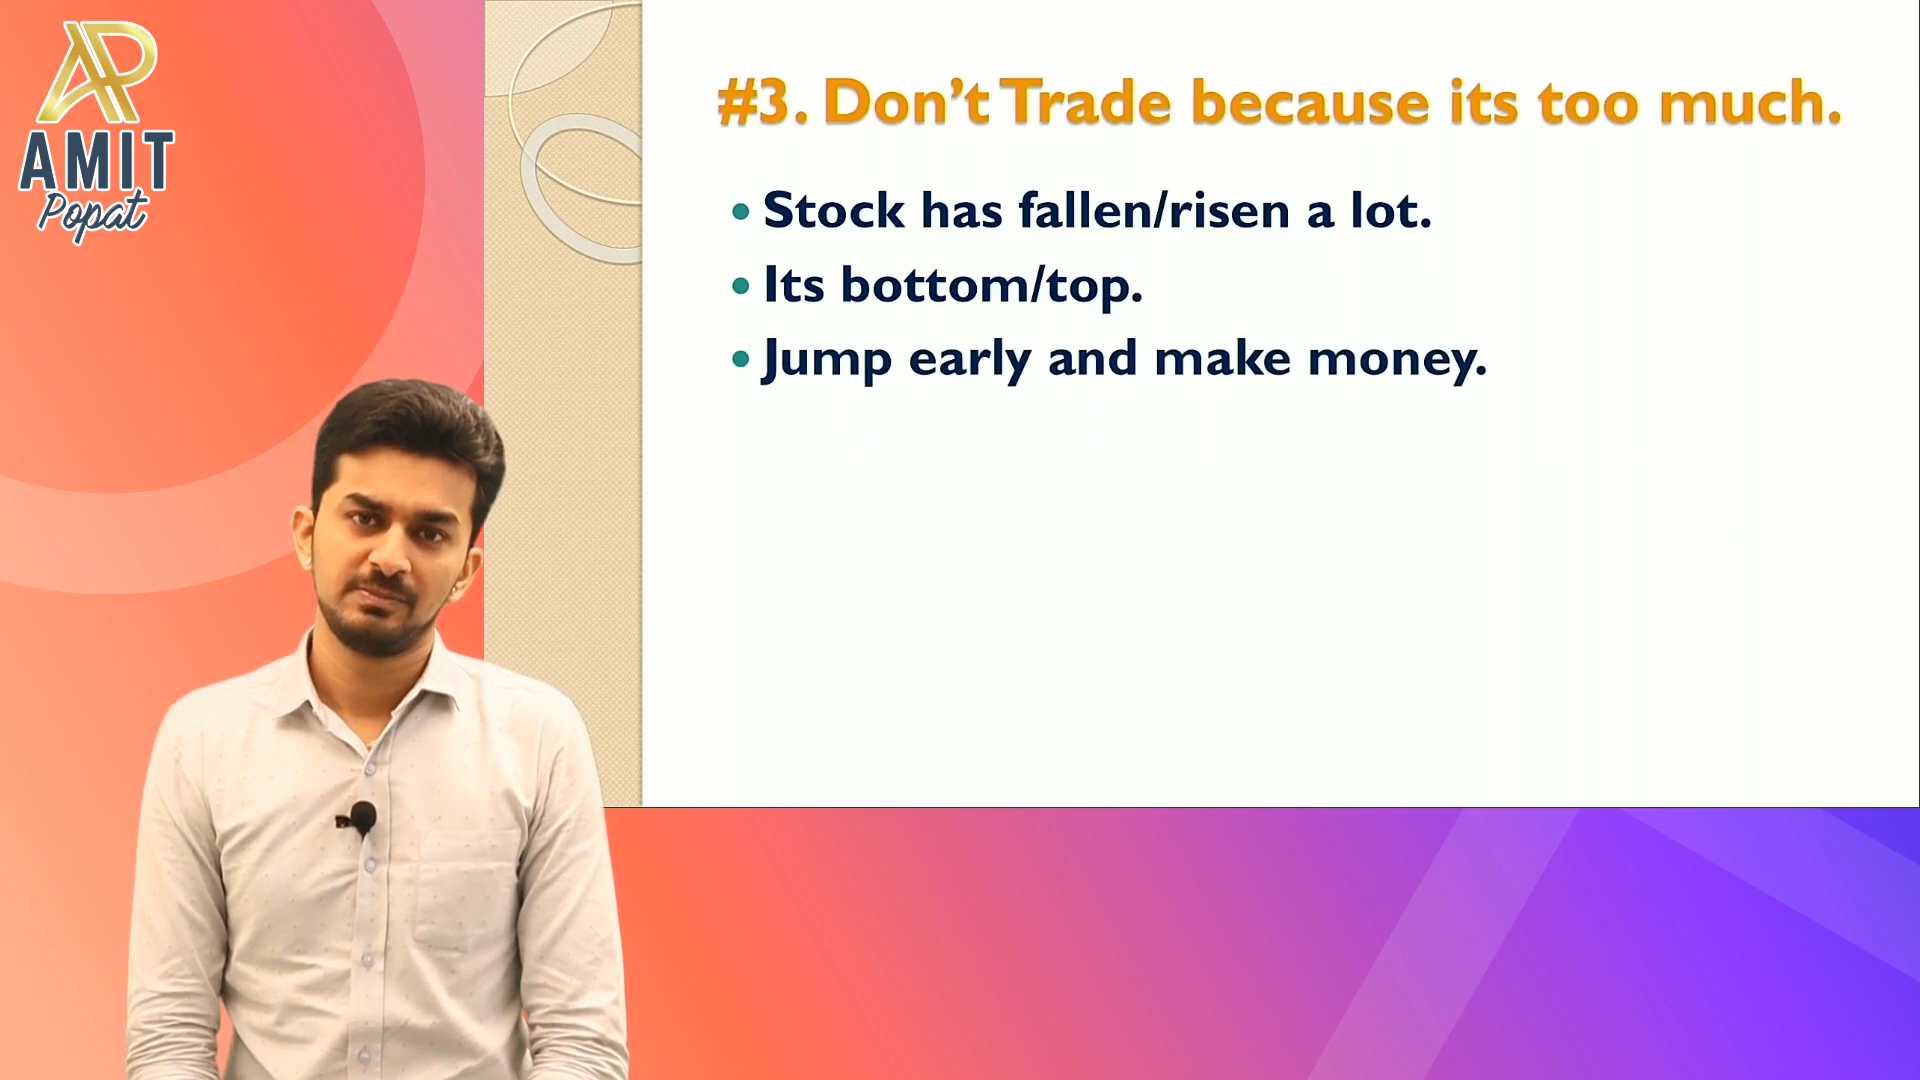 AP
AMIT
Popat
#3. Don’t Trade because its too much.
• Stock has fallen/risen a lot.
• Its bottom/top.
• Jump early and make money.